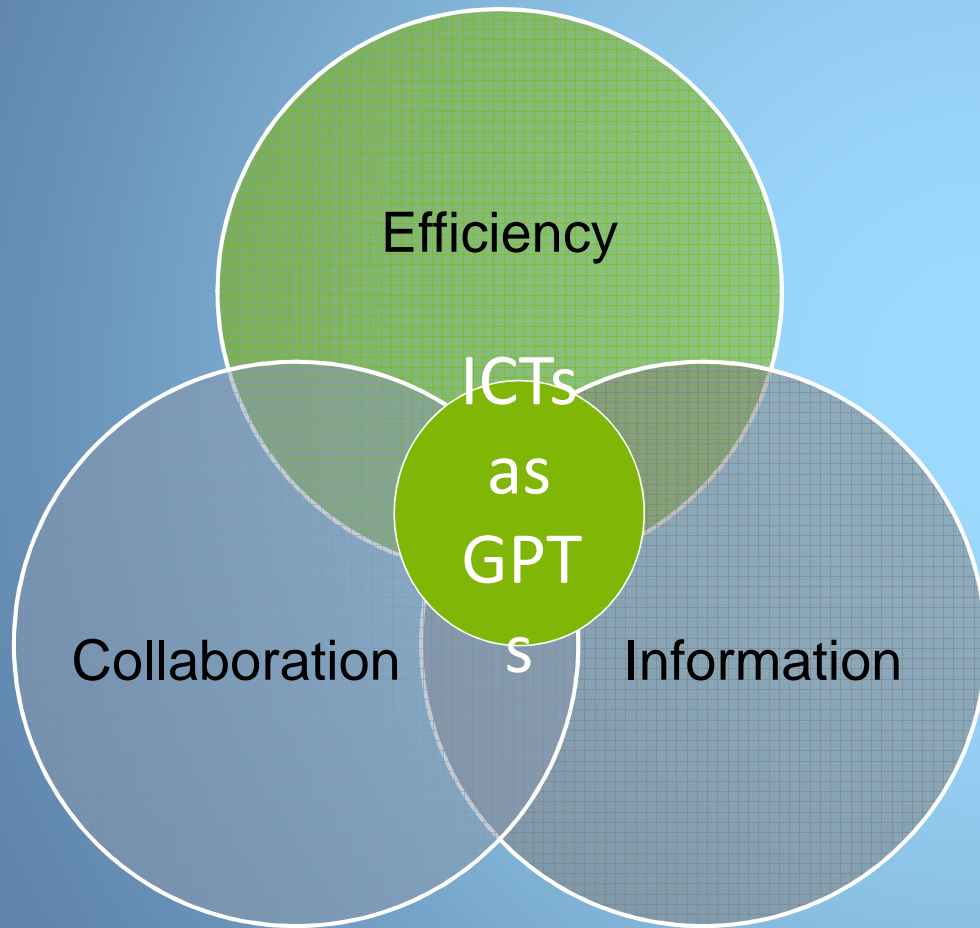 Efficiency
ICTs
as
GPT
s
Collaboration
Information